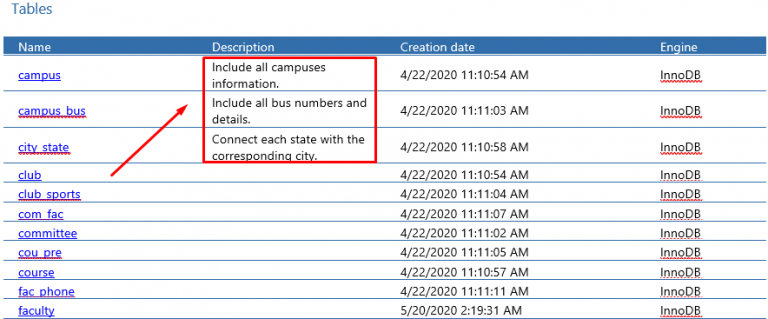 Tables
Name Description Creation date Engine
campus Include all campuses information. 4/22/2020 11:10:54 AM InnoDB
campus_bus Include all bus numbers and details. 4/22/2020 11:11:03 AM InnoDB
city_state Connect each state with the corresponding city. 4/22/2020 11:10:58 AM InnoDB
club 4/22/2020 11:10:54 AM InnoDB
club_sports 4/22/2020 11:11:04 AM InnoDB
com_fac 4/22/2020 11:11:07 AM InnoDB
committee 4/22/2020 11:11:02 AM InnoDB
cou_pre 4/22/2020 11:11:05 AM InnoDB
course 4/22/2020 11:10:57 AM InnoDB
fac_phone 4/22/2020 11:11:11 AM InnoDB
faculty 5/20/2020 2:19:31 AM InnoDB